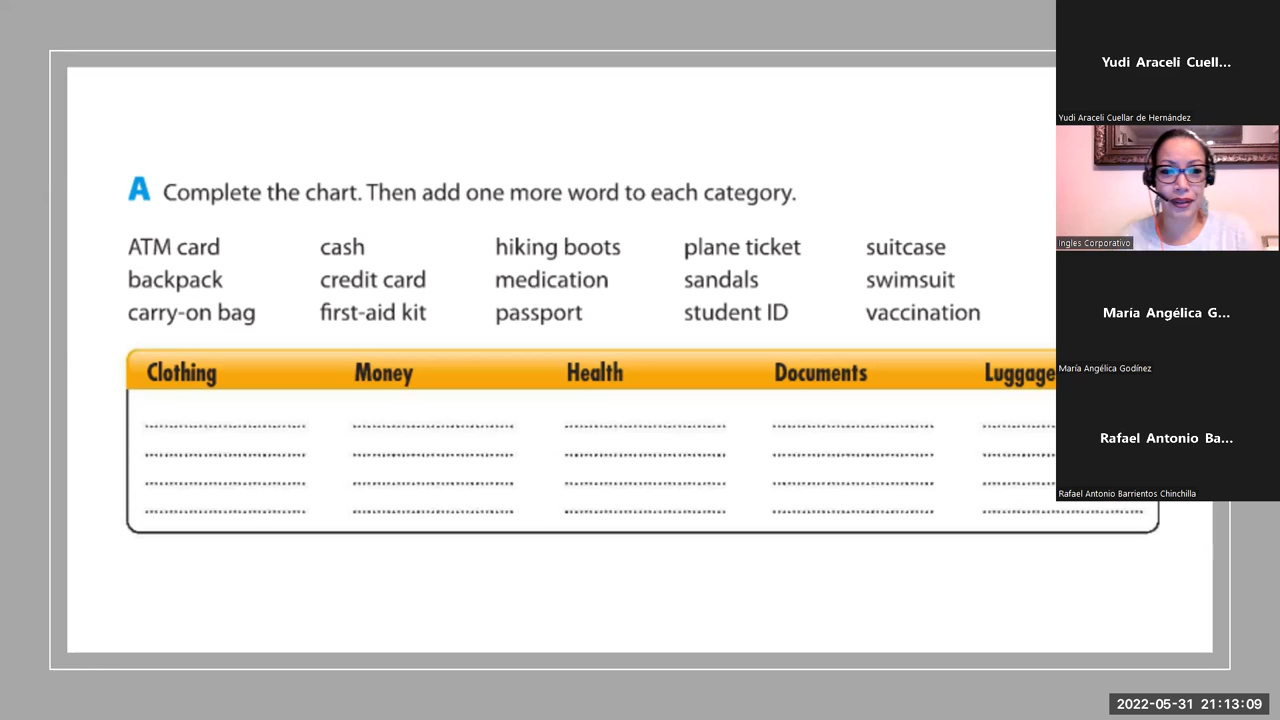 A Complete the chart. Then add one more word to each category.
ATM card cash hiking boots plane ticket suitcase
backpack credit card medication sandals swimsuit
carry-on bag first-aid kit passport student ID vaccination
Clothing Money Health Documents Luggage
Yudi Araceli Cuell...
Yudi Araceli Cuellar de Hernández
Ingles Corporativo
María Angélica G...
María Angélica Godínez
Rafael Antonio Ba...
Rafael Antonio Barrientos Chinchilla
2022-05-31 21:13:09